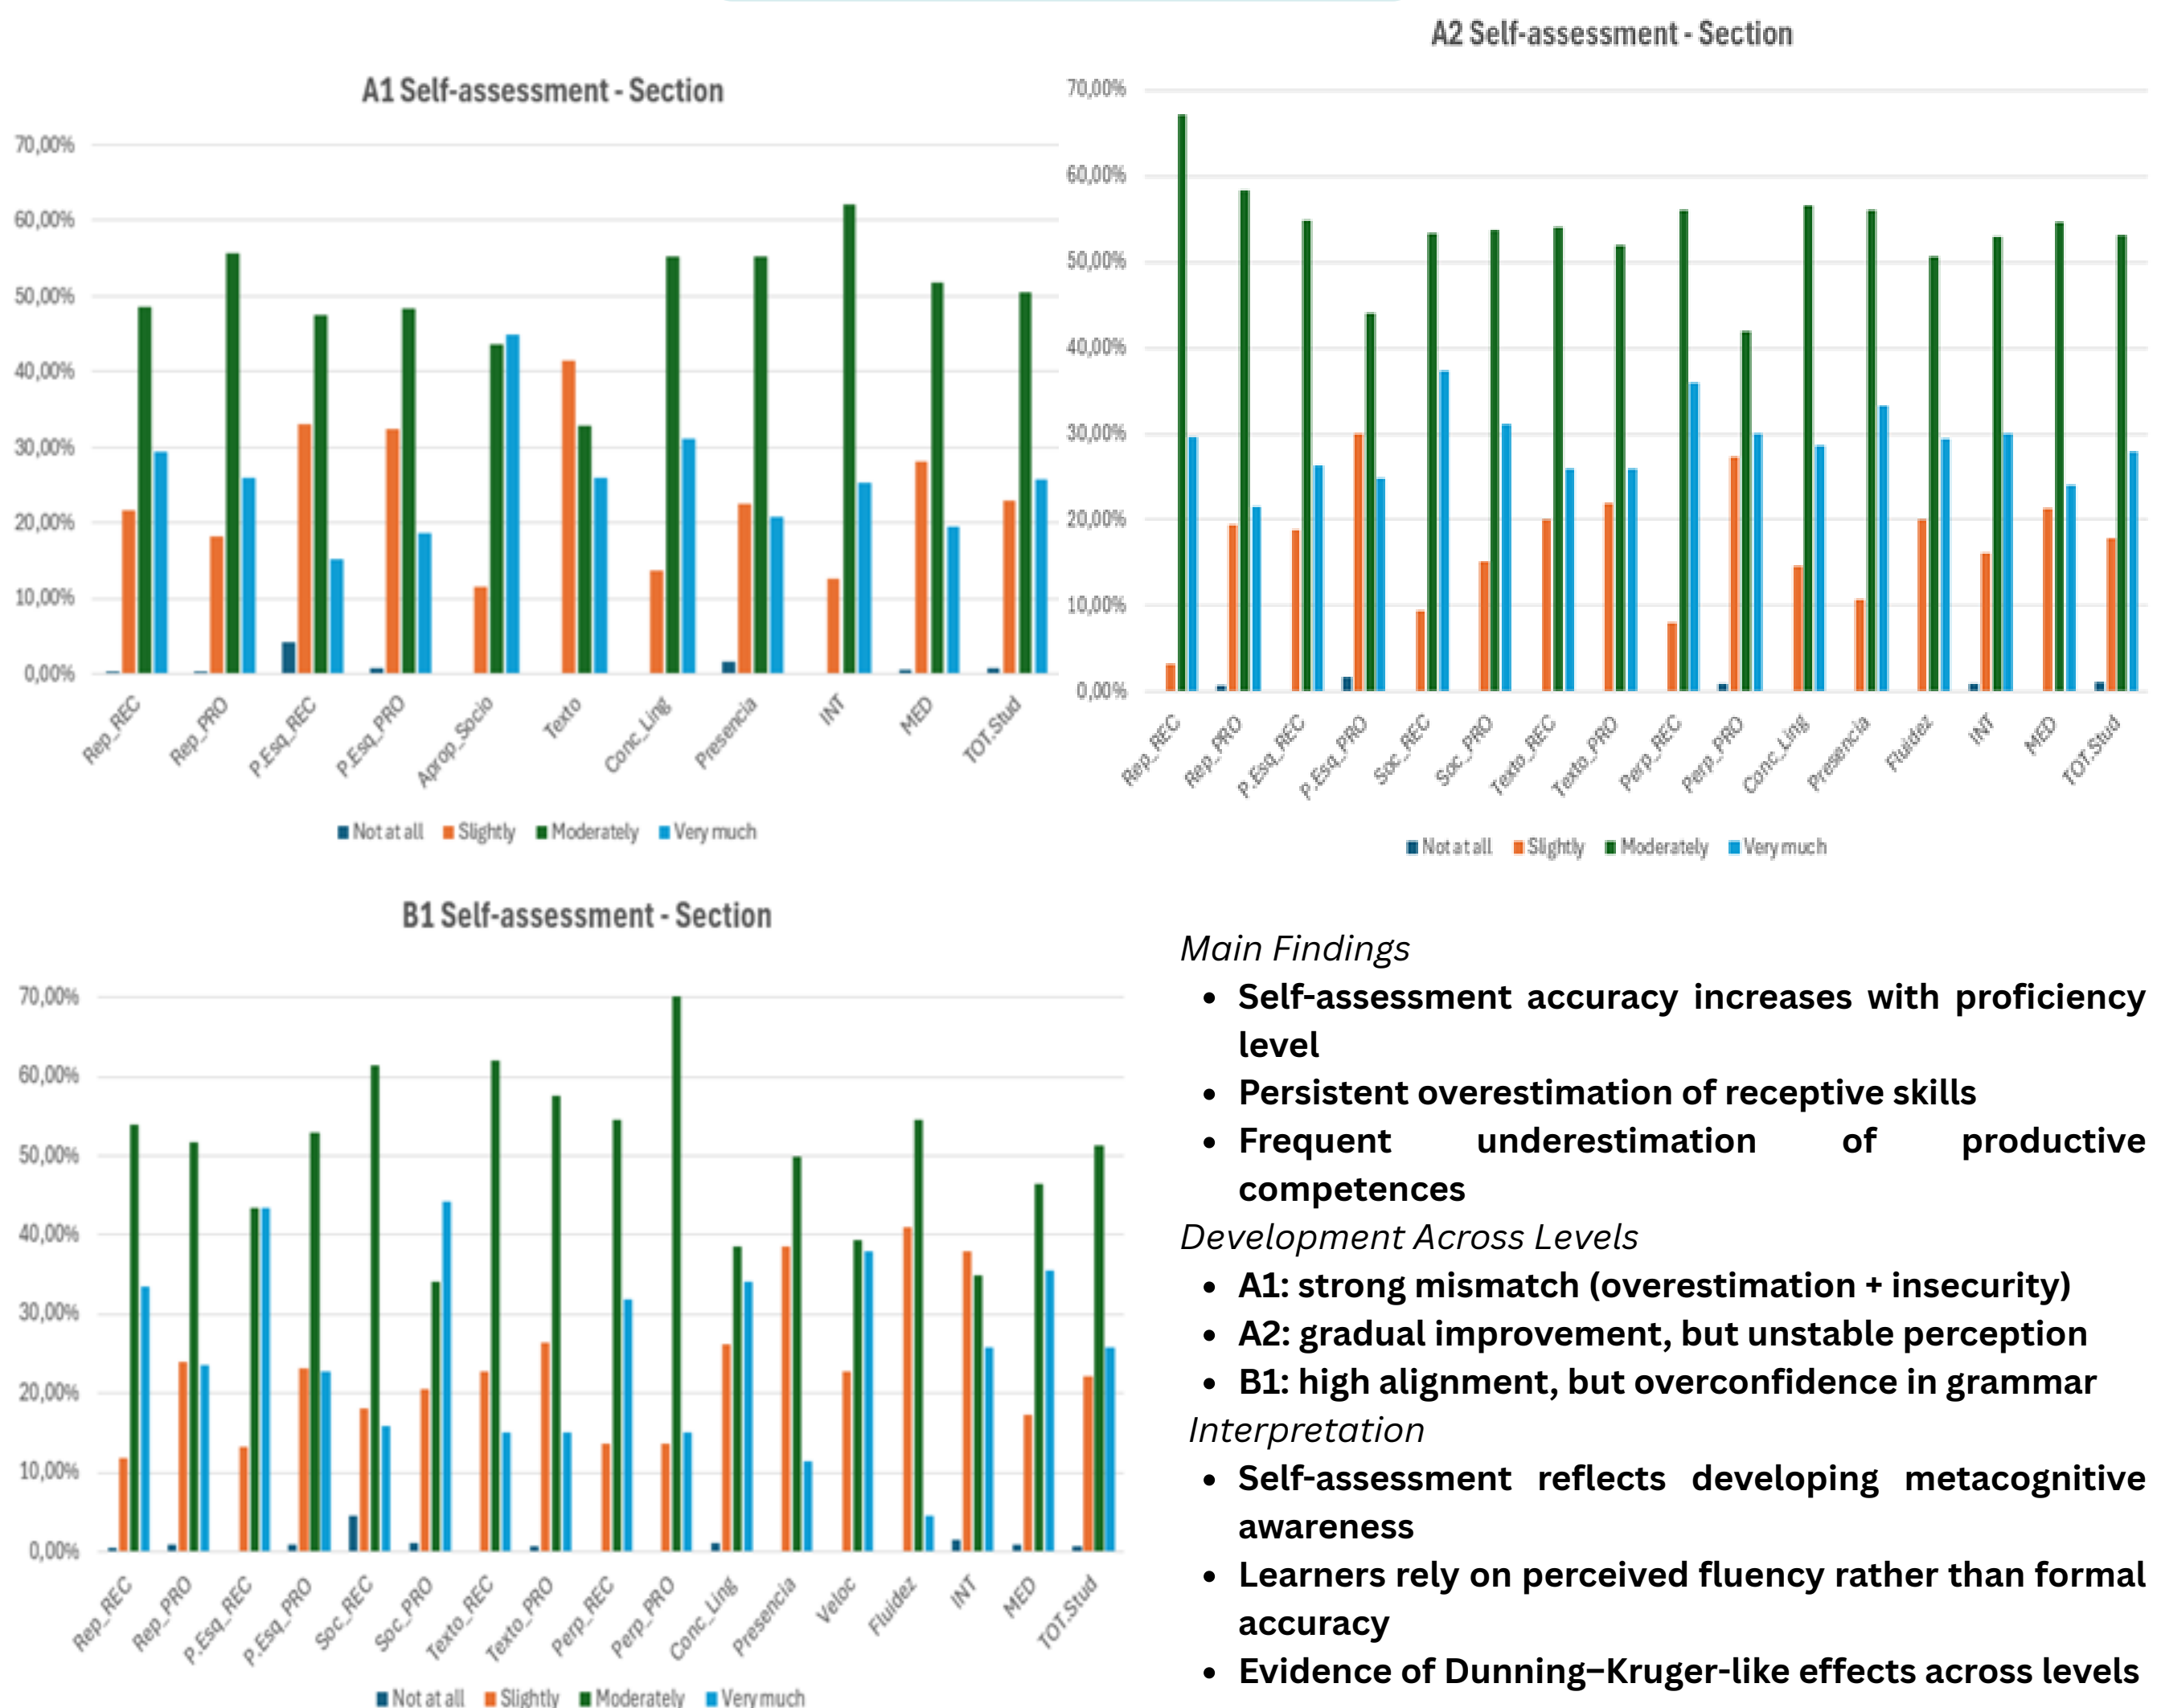 A1 Self-assessment - Section
70,00%
60,00%
50,00%
40,00%
30,00%
20,00%
10,00%
0,00%
Rep_REC
Rep_PRO
P.Esq_REC
P.Esq_PRO
Aprop_Socio
Texto
Conc_Ling
Presencia
INT
MED
TOT.Stud
Not at all Slightly Moderately Very much
A2 Self-assessment - Section
70,00%
60,00%
50,00%
40,00%
30,00%
20,00%
10,00%
0,00%
Rep_REC
Rep_PRO
P.Esq_REC
P.Esq_PRO
Soc_REC
Soc_PRO
Texto_REC
Texto_PRO
Perp_REC
Perp_PRO
Conc_Ling
Presencia
Fluidez
INT
MED
TOT.Stud
Not at all Slightly Moderately Very much
B1 Self-assessment - Section
70,00%
60,00%
50,00%
40,00%
30,00%
20,00%
10,00%
0,00%
Rep_REC
Rep_PRO
P.Esq_REC
P.Esq_PRO
Soc_REC
Soc_PRO
Texto_REC
Texto_PRO
Perp_REC
Perp_PRO
Conc_Ling
Presencia
Veloc
Fluidez
INT
MED
TOT.Stud
Not at all Slightly Moderately Very much
Main Findings
• Self-assessment accuracy increases with proficiency
level
• Persistent overestimation of receptive skills
• Frequent underestimation of productive
competences
Development Across Levels
• A1: strong mismatch (overestimation + insecurity)
• A2: gradual improvement, but unstable perception
• B1: high alignment, but overconfidence in grammar
Interpretation
• Self-assessment reflects developing metacognitive
awareness
• Learners rely on perceived fluency rather than formal
accuracy
• Evidence of Dunning–Kruger-like effects across levels